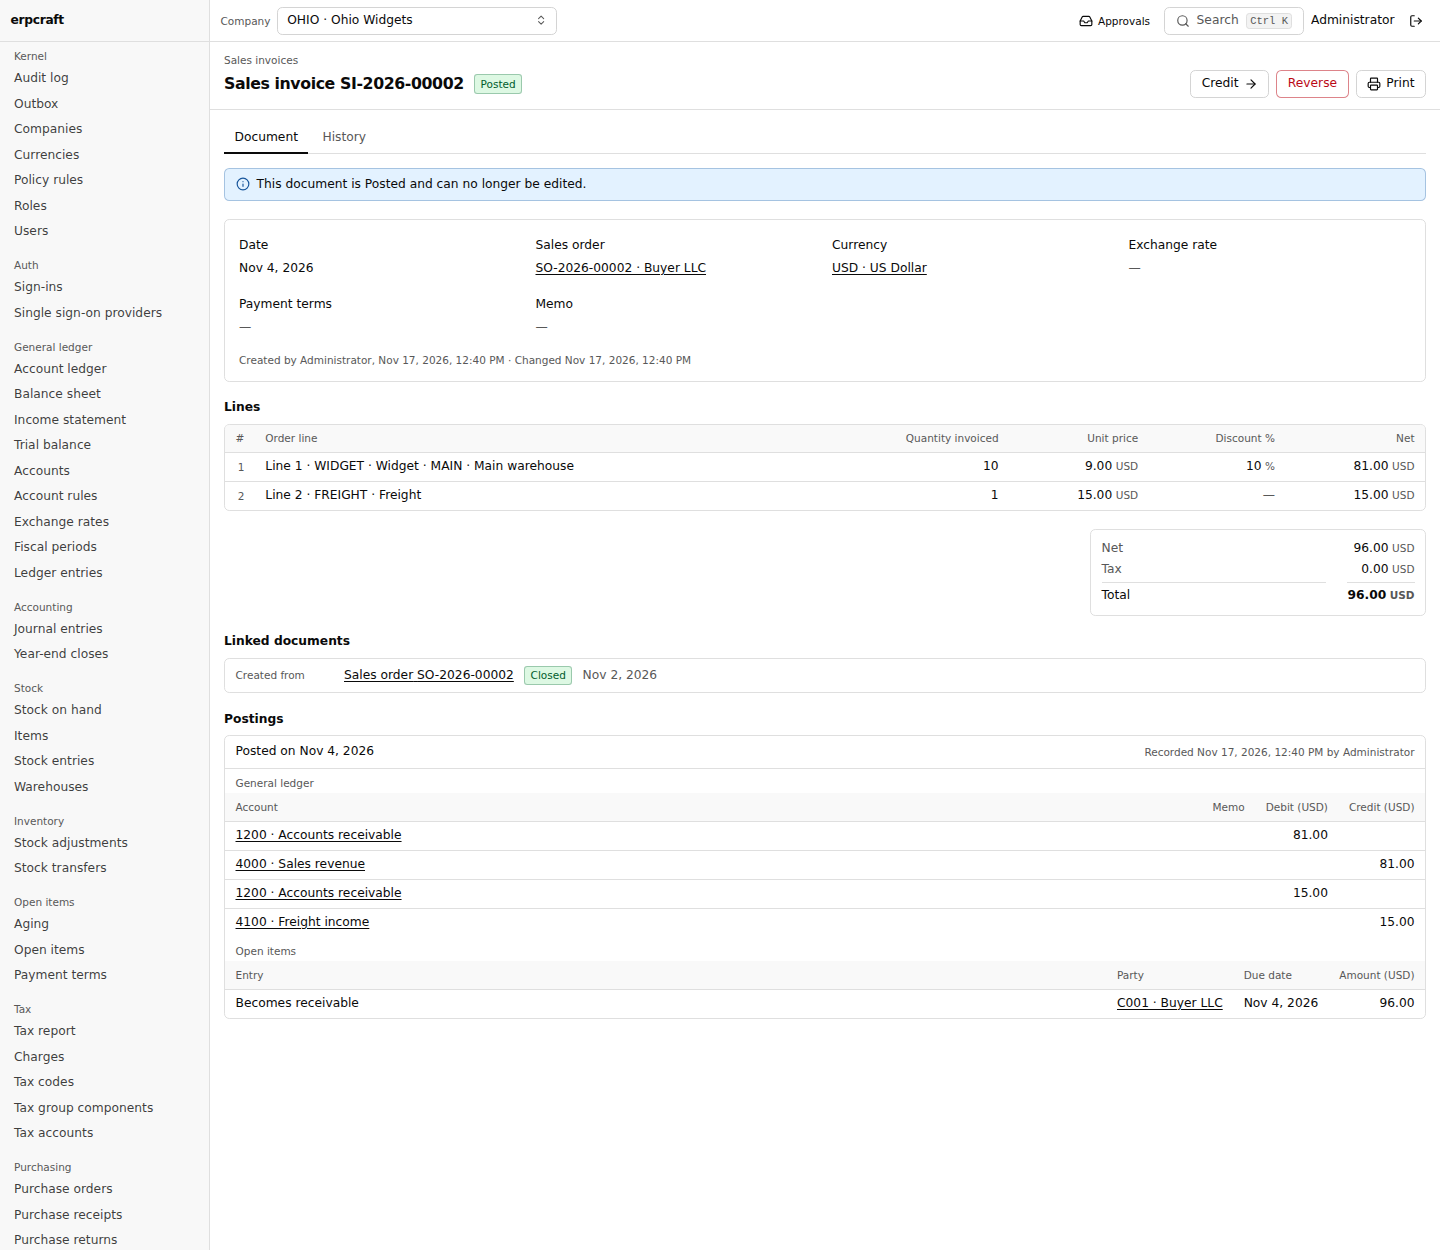 erpcraft
Company OHIO · Ohio Widgets
Approvals Search Ctrl K Administrator
Kernel
Audit log
Outbox
Companies
Currencies
Policy rules
Roles
Users
Auth
Sign-ins
Single sign-on providers
General ledger
Account ledger
Balance sheet
Income statement
Trial balance
Accounts
Account rules
Exchange rates
Fiscal periods
Ledger entries
Accounting
Journal entries
Year-end closes
Stock
Stock on hand
Items
Stock entries
Warehouses
Inventory
Stock adjustments
Stock transfers
Open items
Aging
Open items
Payment terms
Tax
Tax report
Charges
Tax codes
Tax group components
Tax accounts
Purchasing
Purchase orders
Purchase receipts
Purchase returns
Sales invoices
Sales invoice SI-2026-00002 Posted
Credit Reverse Print
Document History
This document is Posted and can no longer be edited.
Date Sales order Currency Exchange rate
Nov 4, 2026 SO-2026-00002 · Buyer LLC USD · US Dollar —
Payment terms Memo
— —
Created by Administrator, Nov 17, 2026, 12:40 PM · Changed Nov 17, 2026, 12:40 PM
Lines
# Order line Quantity invoiced Unit price Discount % Net
1 Line 1 · WIDGET · Widget · MAIN · Main warehouse 10 9.00 USD 10 % 81.00 USD
2 Line 2 · FREIGHT · Freight 1 15.00 USD — 15.00 USD
Net 96.00 USD
Tax 0.00 USD
Total 96.00 USD
Linked documents
Created from Sales order SO-2026-00002 Closed Nov 2, 2026
Postings
Posted on Nov 4, 2026 Recorded Nov 17, 2026, 12:40 PM by Administrator
General ledger
Account Memo Debit (USD) Credit (USD)
1200 · Accounts receivable 81.00
4000 · Sales revenue 81.00
1200 · Accounts receivable 15.00
4100 · Freight income 15.00
Open items
Entry Party Due date Amount (USD)
Becomes receivable C001 · Buyer LLC Nov 4, 2026 96.00